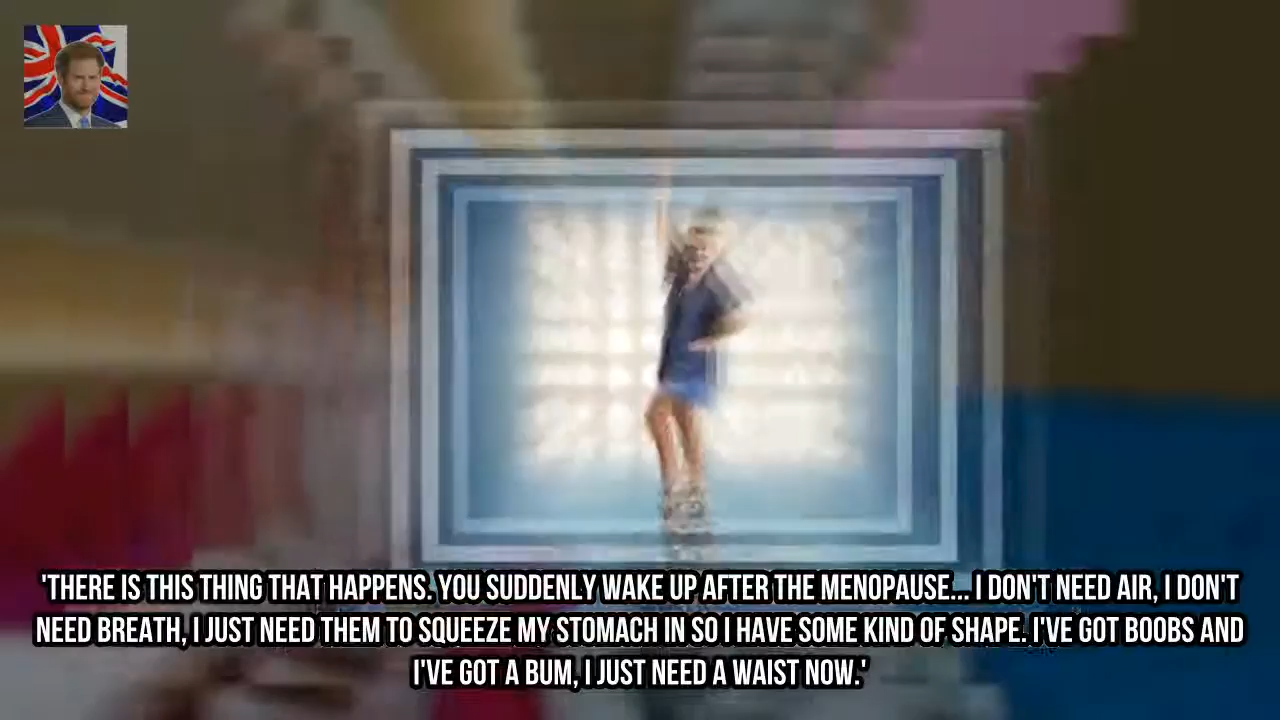 'THERE IS THIS THING THAT HAPPENS. YOU SUDDENLY WAKE UP AFTER THE MENOPAUSE... I DON'T NEED AIR, I DON'T
NEED BREATH, I JUST NEED THEM TO SQUEEZE MY STOMACH IN SO I HAVE SOME KIND OF SHAPE. I'VE GOT BOOBS AND
I'VE GOT A BUM, I JUST NEED A WAIST NOW.'